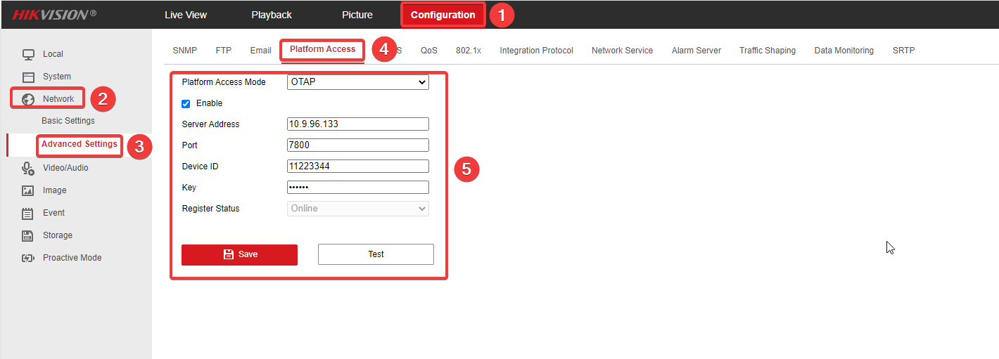 HIKVISION®
Live View Playback Picture Configuration 1
Local
System
Network 2
Basic Settings
Advanced Settings 3
Video/Audio
Image
Event
Storage
Proactive Mode
SNMP FTP Email Platform Access 4 S QoS 802.1x Integration Protocol Network Service Alarm Server Traffic Shaping Data Monitoring SRTP
Platform Access Mode OTAP
Enable
Server Address 10.9.96.133
Port 7800
Device ID 11223344
Key ••••••
Register Status Online
5
Save Test